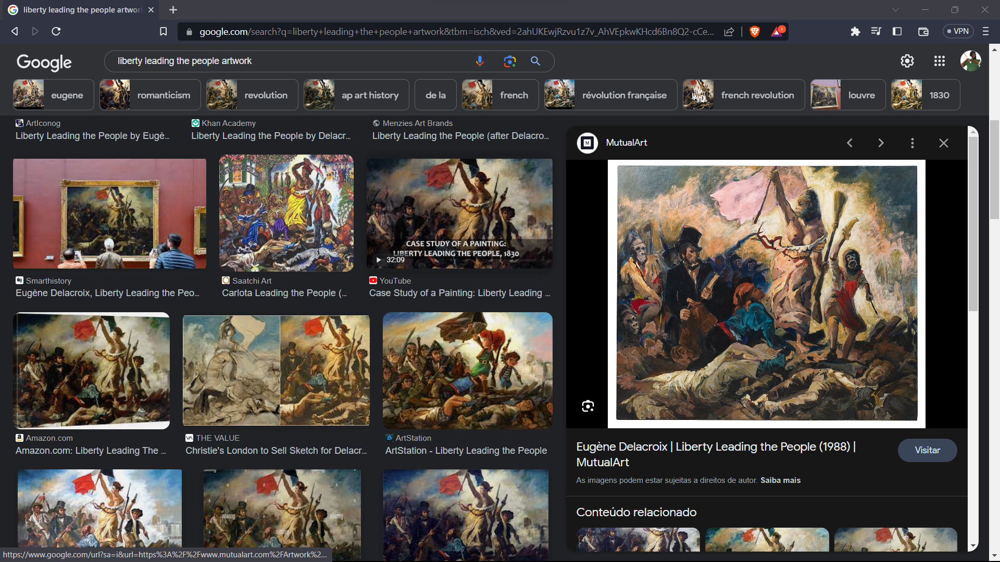 liberty leading the people artwor
google.com/search?q=liberty+leading+the+people+artwork&tbm=isch&ved=2ahUKEwjRzvu1z7v_AhVEpkwKHcd6Bn8Q2-cCe...
1
VPN
Google
liberty leading the people artwork
eugene
romanticism
revolution
ap art history
de la
french
révolution française
french revolution
louvre
1830
ArtIconog
Liberty Leading the People by Eugè...
Khan Academy
Liberty Leading the People by Delacr...
Menzies Art Brands
Liberty Leading the People (after Delacro...
M
MutualArt
CASE STUDY OF A PAINTING:
LIBERTY LEADING THE PEOPLE, 1830
32:09
Smarthistory
Eugène Delacroix, Liberty Leading the Peo...
Saatchi Art
Carlota Leading the People (...
YouTube
Case Study of a Painting: Liberty Leading ...
Amazon.com
Amazon.com: Liberty Leading The ...
THE VALUE
Christie's London to Sell Sketch for Delacr...
ArtStation
ArtStation - Liberty Leading the People
Eugène Delacroix | Liberty Leading the People (1988) |
MutualArt
Visitar
As imagens podem estar sujeitas a direitos de autor. Saiba mais
Conteúdo relacionado
alamy
alamy
alamy
https://www.google.com/url?sa=i&url=https%3A%2F%2Fwww.mutualart.com%2FArtwork%2...